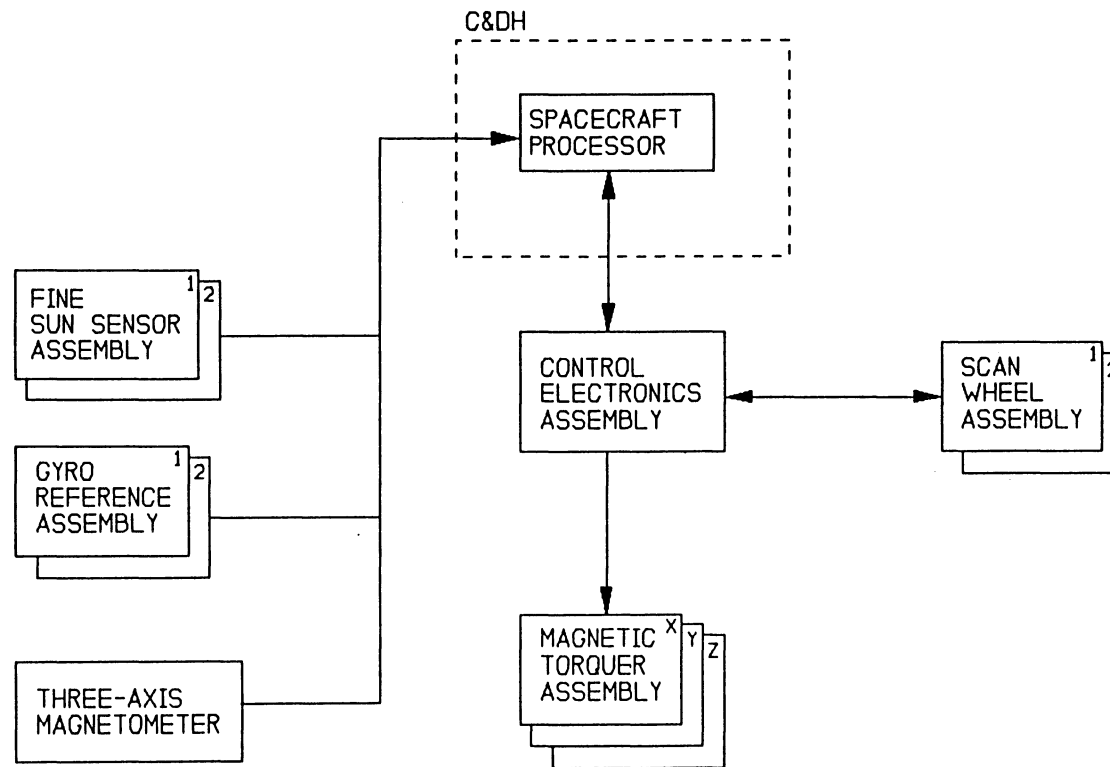 C&DH
SPACECRAFT
PROCESSOR
1
2
FINE
SUN SENSOR
ASSEMBLY
CONTROL
ELECTRONICS
ASSEMBLY
1
2
SCAN
WHEEL
ASSEMBLY
1
2
GYRO
REFERENCE
ASSEMBLY
X
Y
Z
MAGNETIC
TORQUER
ASSEMBLY
THREE-AXIS
MAGNETOMETER